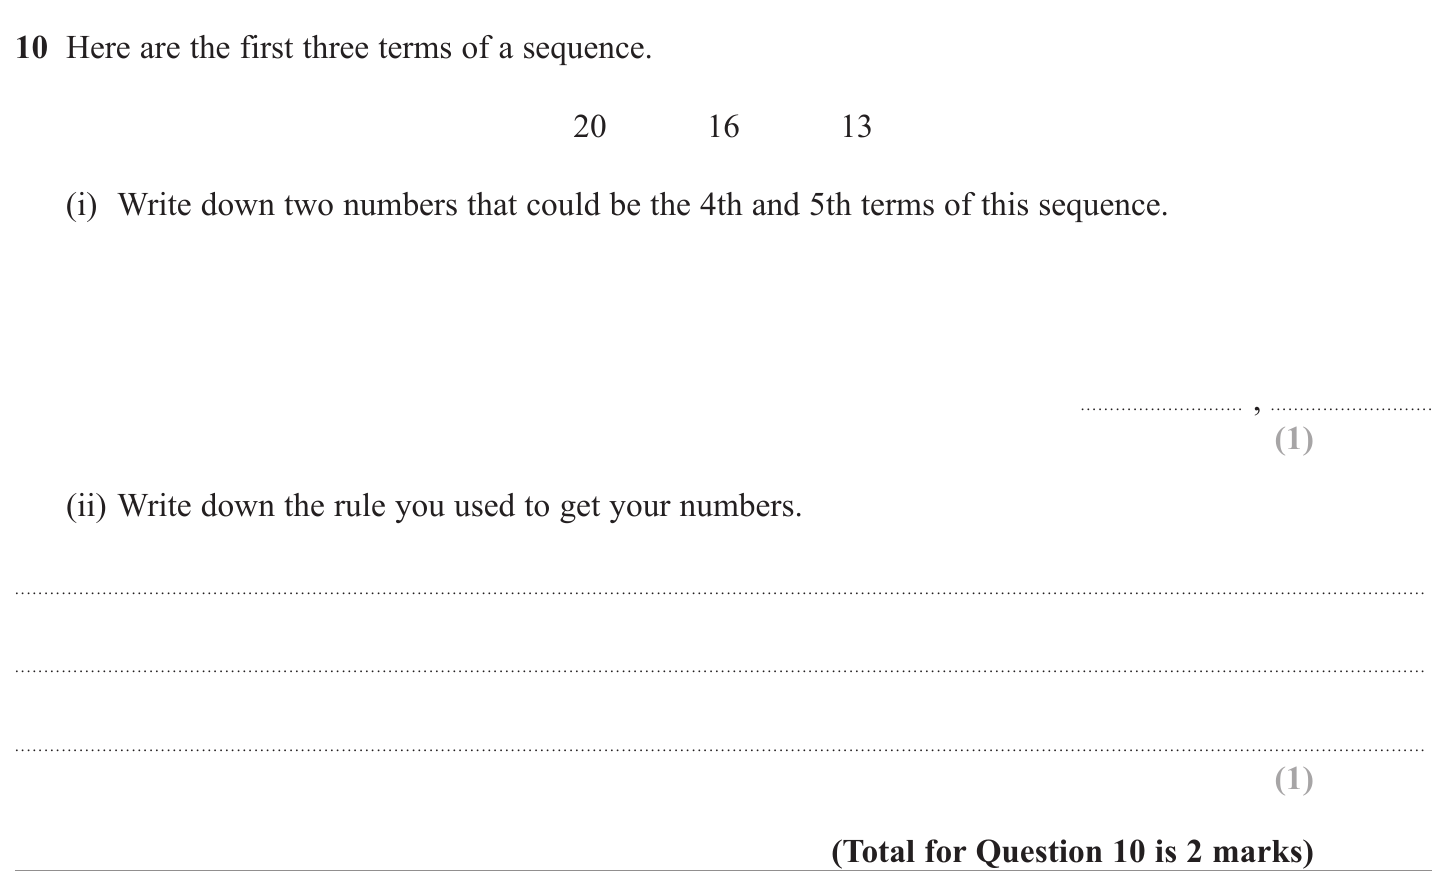 10 Here are the first three terms of a sequence.
20 16 13
(i) Write down two numbers that could be the 4th and 5th terms of this sequence.
.............................. , ..............................
(1)
(ii) Write down the rule you used to get your numbers.
(1)
(Total for Question 10 is 2 marks)